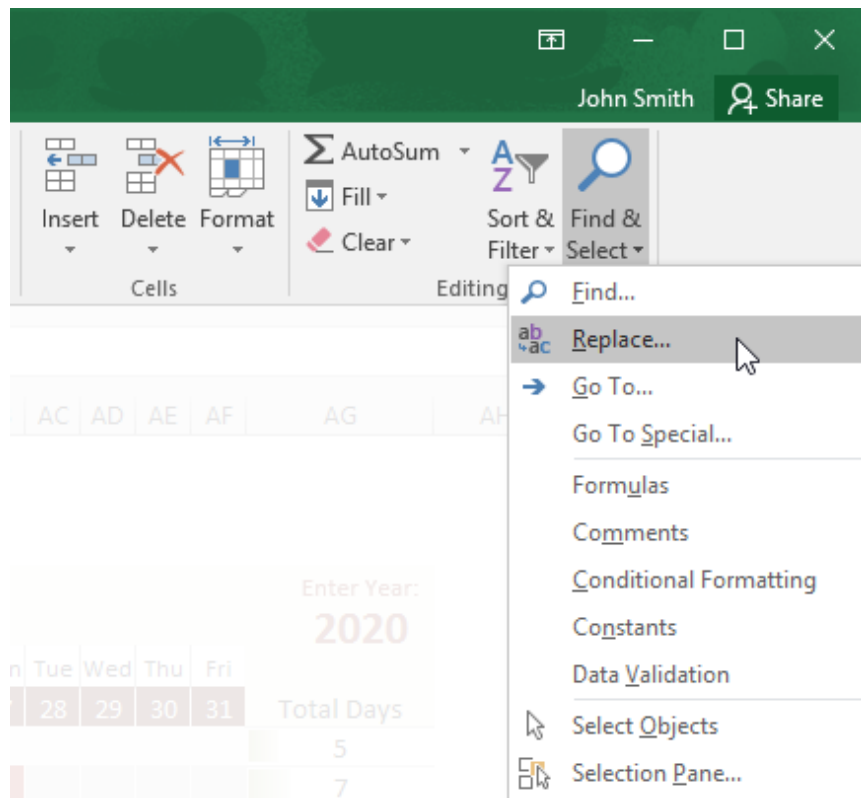 John Smith
Share
AutoSum
Fill
Clear
Insert
Delete
Format
Sort &
Filter
Find &
Select
Cells
Editing
Find...
Replace...
Go To...
Go To Special...
Formulas
Comments
Conditional Formatting
Constants
Data Validation
Select Objects
Selection Pane...
AC AD AE AF AG AH
Enter Year:
2020
Tue Wed Thu Fri
28 29 30 31 Total Days
5
7